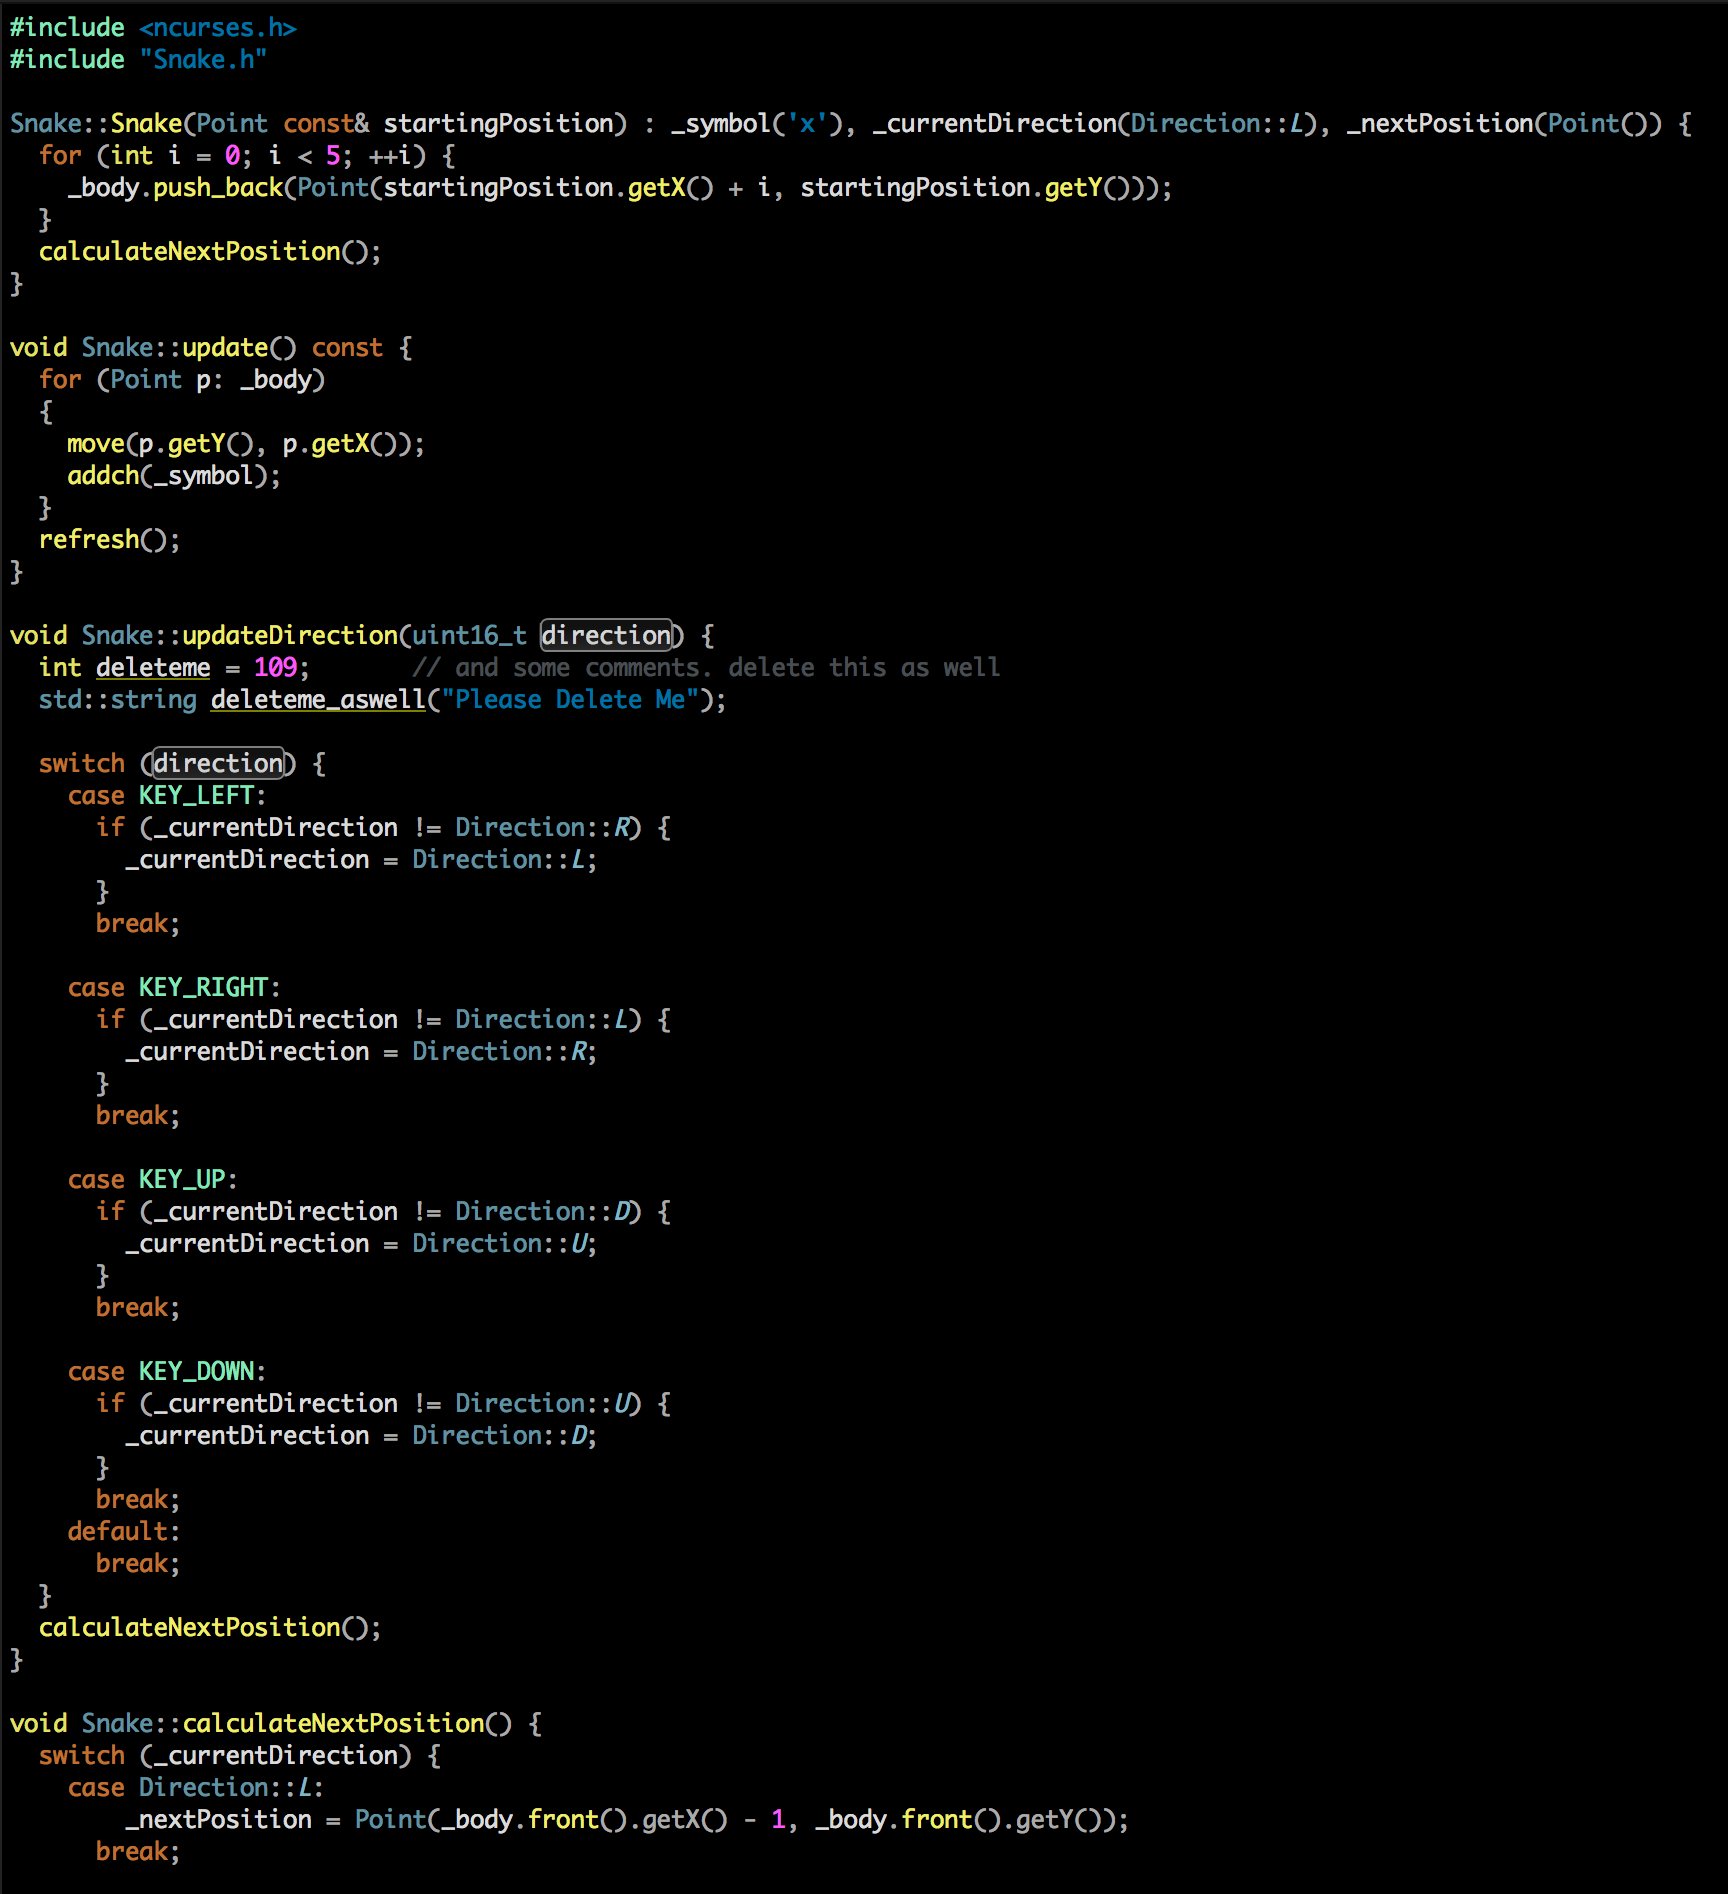 #include <ncurses.h>
#include "Snake.h"

Snake::Snake(Point const& startingPosition) : _symbol('x'), _currentDirection(Direction::L), _nextPosition(Point()) {
  for (int i = 0; i < 5; ++i) {
    _body.push_back(Point(startingPosition.getX() + i, startingPosition.getY()));
  }
  calculateNextPosition();
}

void Snake::update() const {
  for (Point p: _body)
  {
    move(p.getY(), p.getX());
    addch(_symbol);
  }
  refresh();
}

void Snake::updateDirection(uint16_t direction) {
  int deleteme = 109;       // and some comments. delete this as well
  std::string deleteme_aswell("Please Delete Me");

  switch (direction) {
    case KEY_LEFT:
      if (_currentDirection != Direction::R) {
        _currentDirection = Direction::L;
      }
      break;

    case KEY_RIGHT:
      if (_currentDirection != Direction::L) {
        _currentDirection = Direction::R;
      }
      break;

    case KEY_UP:
      if (_currentDirection != Direction::D) {
        _currentDirection = Direction::U;
      }
      break;

    case KEY_DOWN:
      if (_currentDirection != Direction::U) {
        _currentDirection = Direction::D;
      }
      break;
    default:
      break;
  }
  calculateNextPosition();
}

void Snake::calculateNextPosition() {
  switch (_currentDirection) {
    case Direction::L:
        _nextPosition = Point(_body.front().getX() - 1, _body.front().getY());
      break;